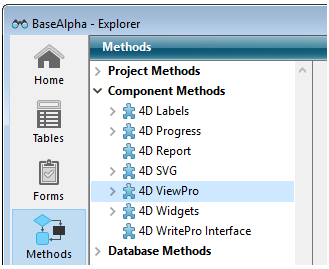 BaseAlpha - Explorer
Home
Tables
Forms
Methods
Methods
Project Methods
Component Methods
4D Labels
4D Progress
4D Report
4D SVG
4D ViewPro
4D Widgets
4D WritePro Interface
Database Methods